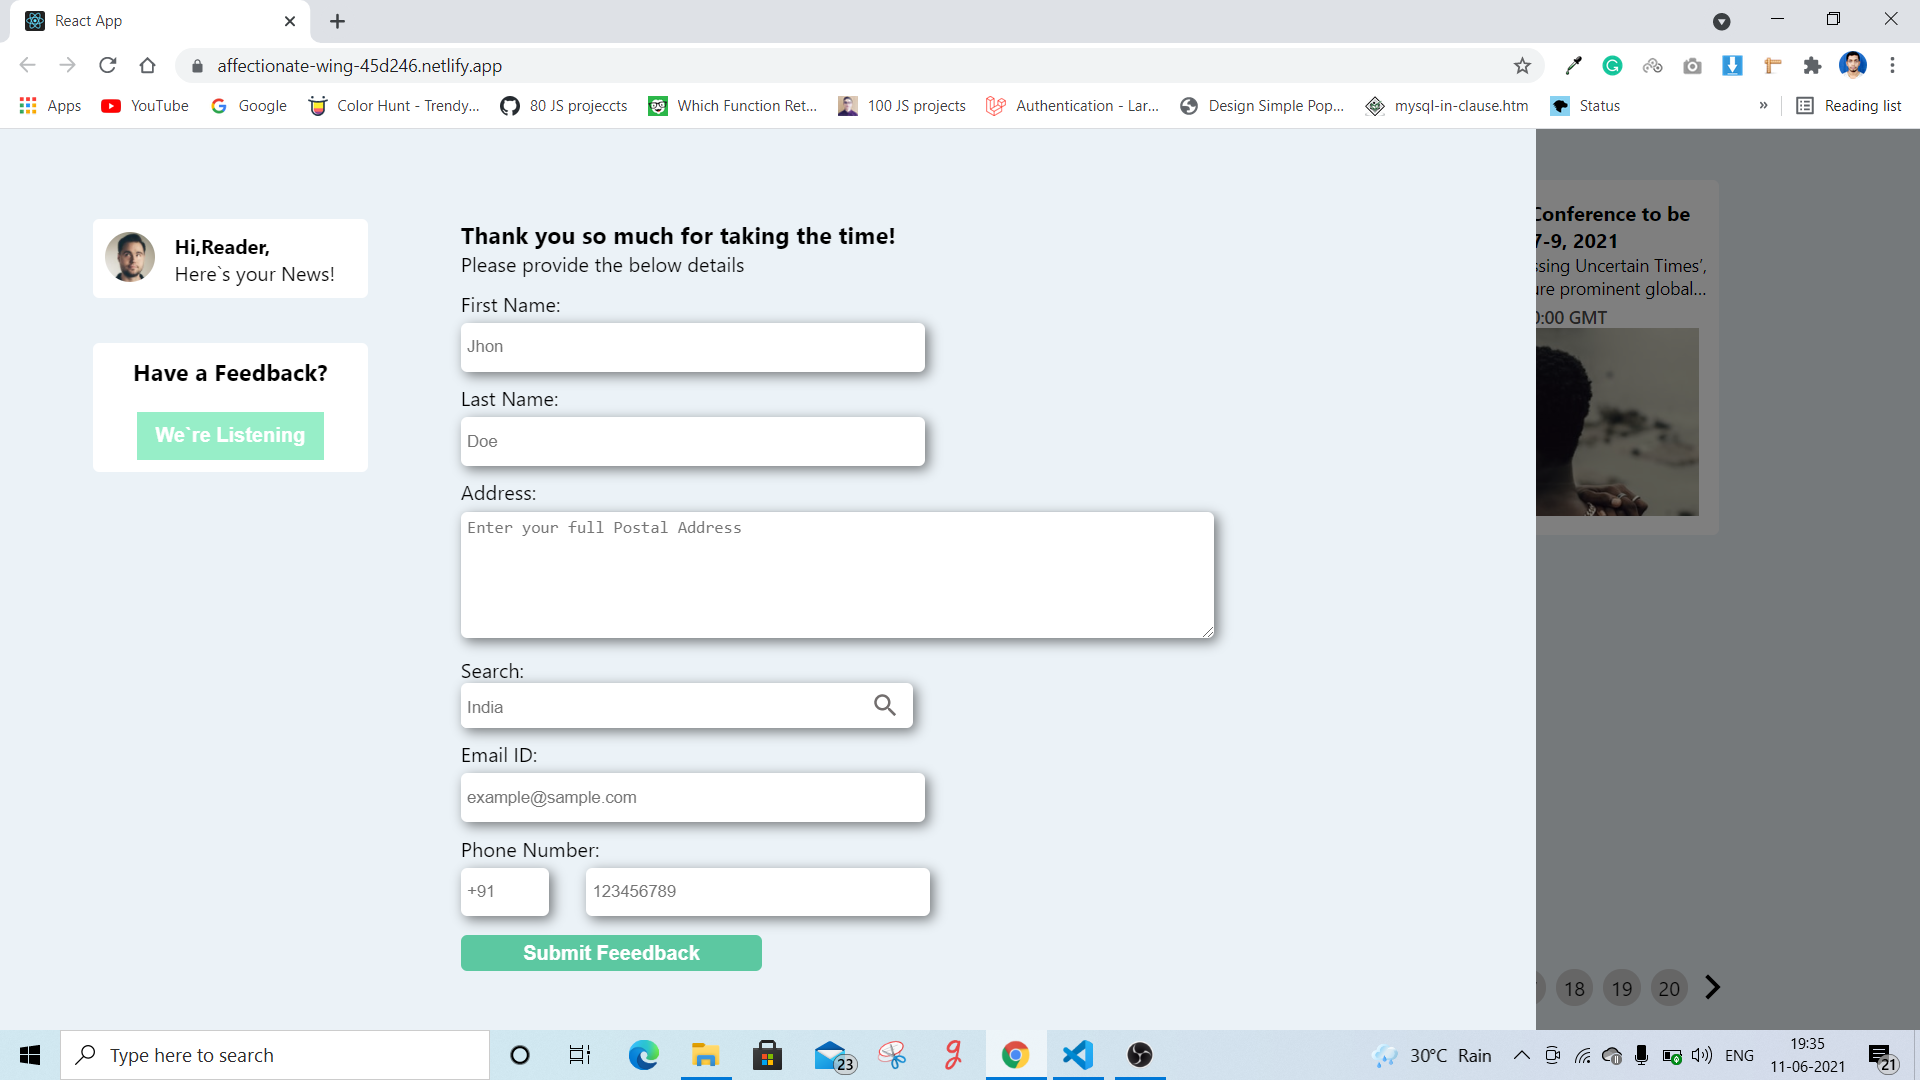 React App
affectionate-wing-45d246.netlify.app
Apps YouTube Google Color Hunt - Trendy... 80 JS projeccts Which Function Ret... 100 JS projects Authentication - Lar... Design Simple Pop... mysql-in-clause.htm Status » Reading list
Hi,Reader,
Here`s your News!
Have a Feedback?
We`re Listening
Thank you so much for taking the time!
Please provide the below details
First Name:
Jhon
Last Name:
Doe
Address:
Enter your full Postal Address
Search:
India
Email ID:
example@sample.com
Phone Number:
+91 123456789
Submit Feeedback
Conference to be
7-9, 2021
ssing Uncertain Times’,
ure prominent global...
0:00 GMT
18 19 20
Type here to search
23
30°C Rain
ENG
19:35
11-06-2021
21